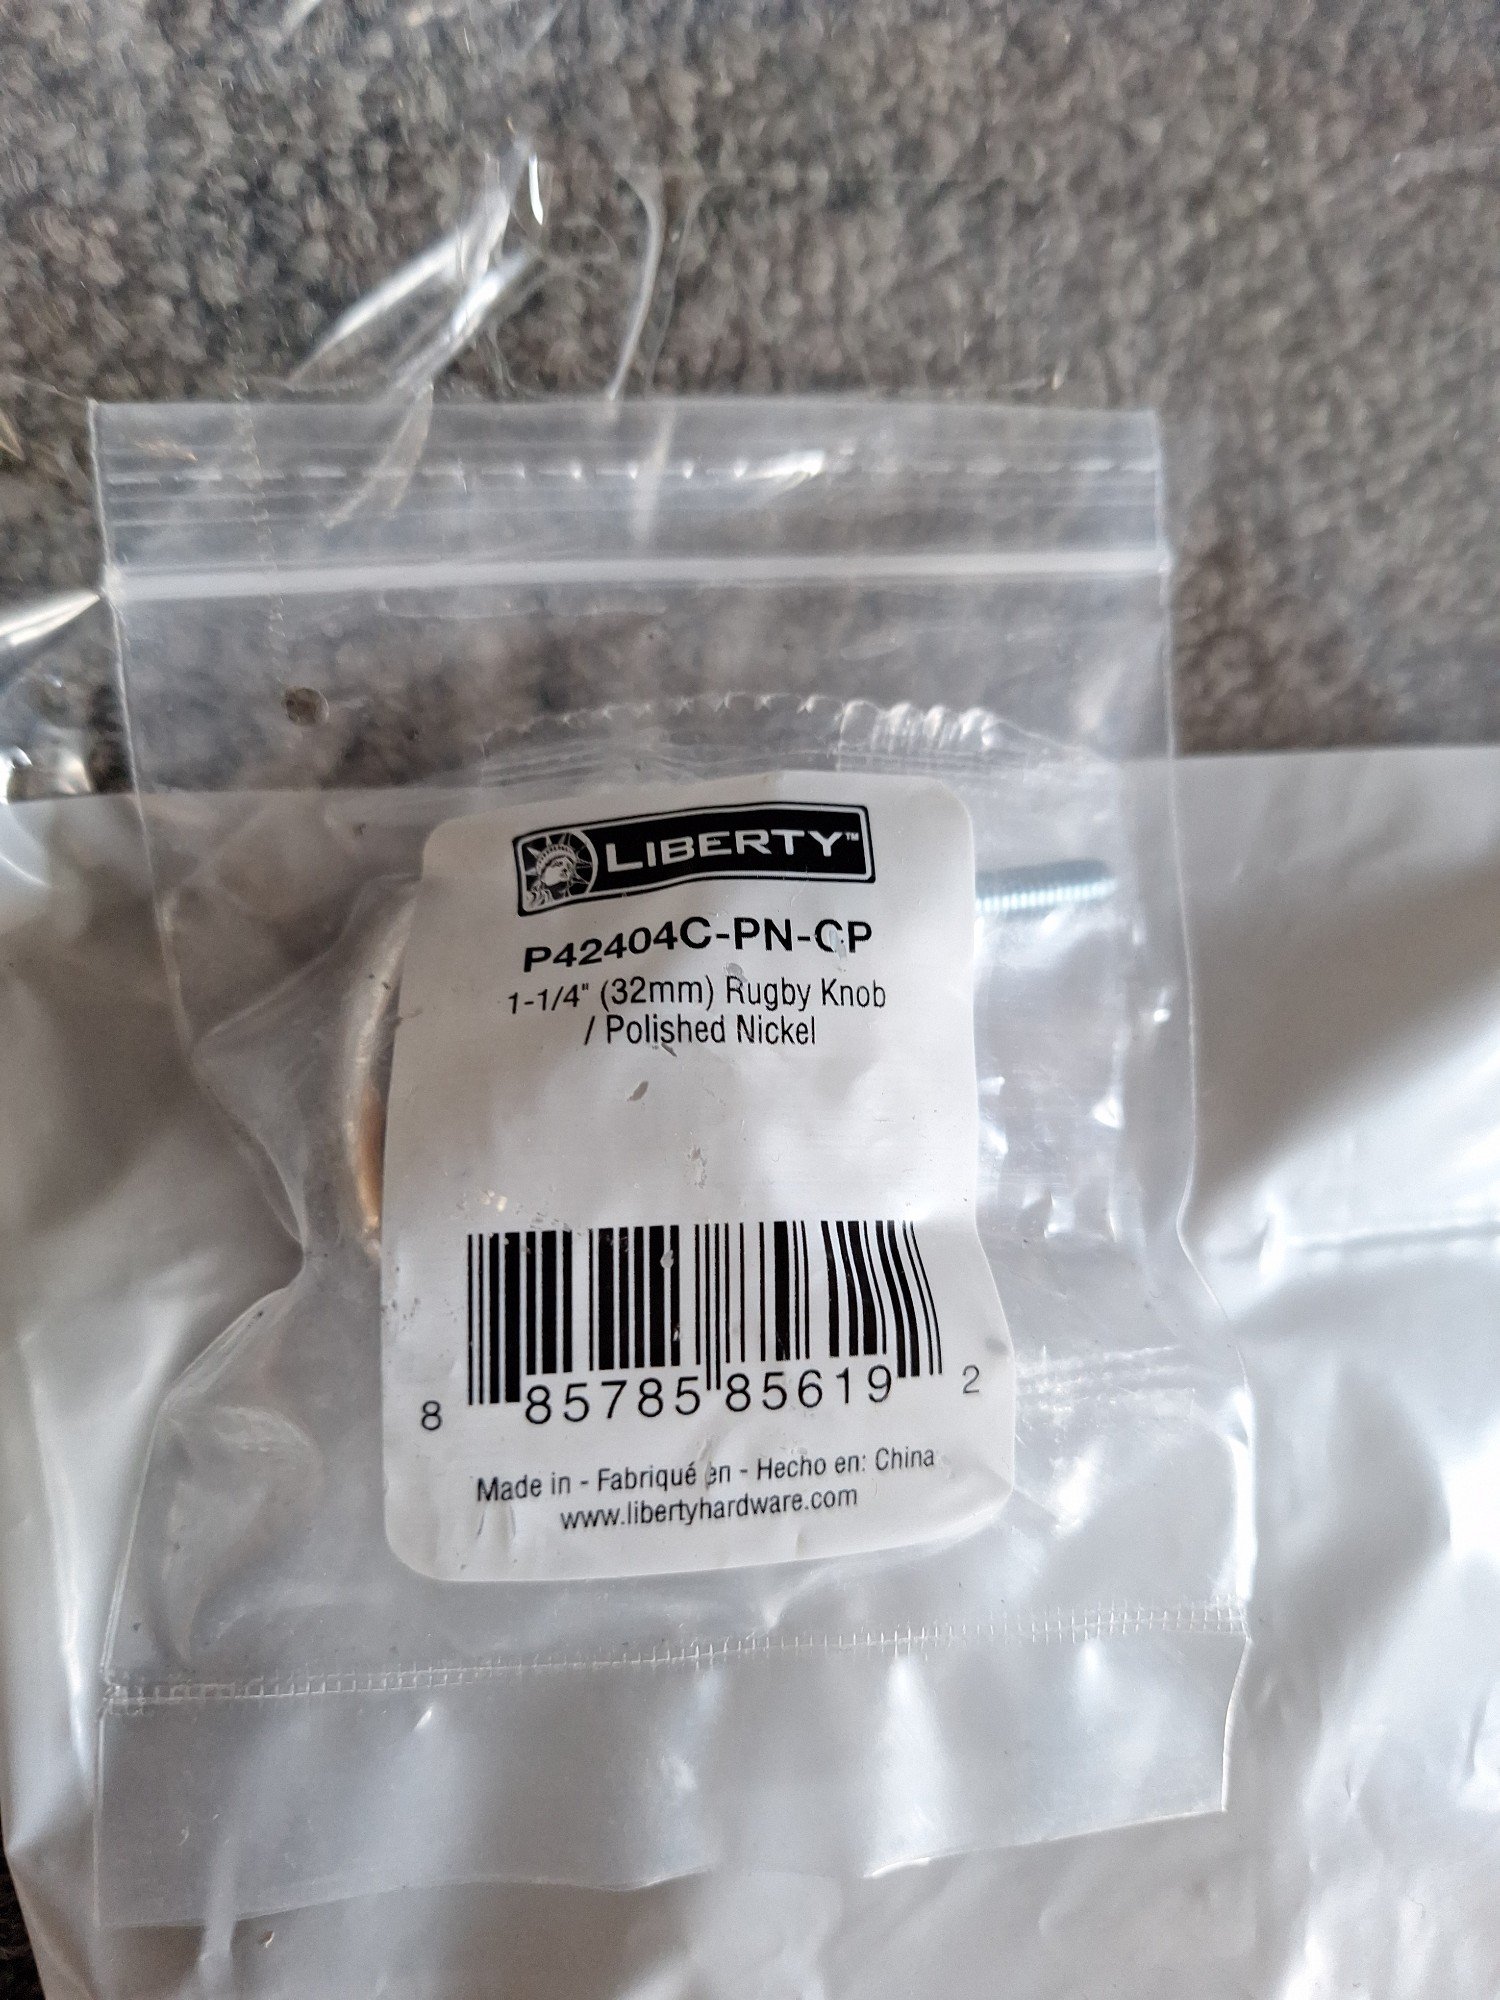 LIBERTY™
P42404C-PN-CP
1-1/4" (32mm) Rugby Knob
/ Polished Nickel
8 85785 85619 2
Made in - Fabriqué en - Hecho en: China
www.libertyhardware.com